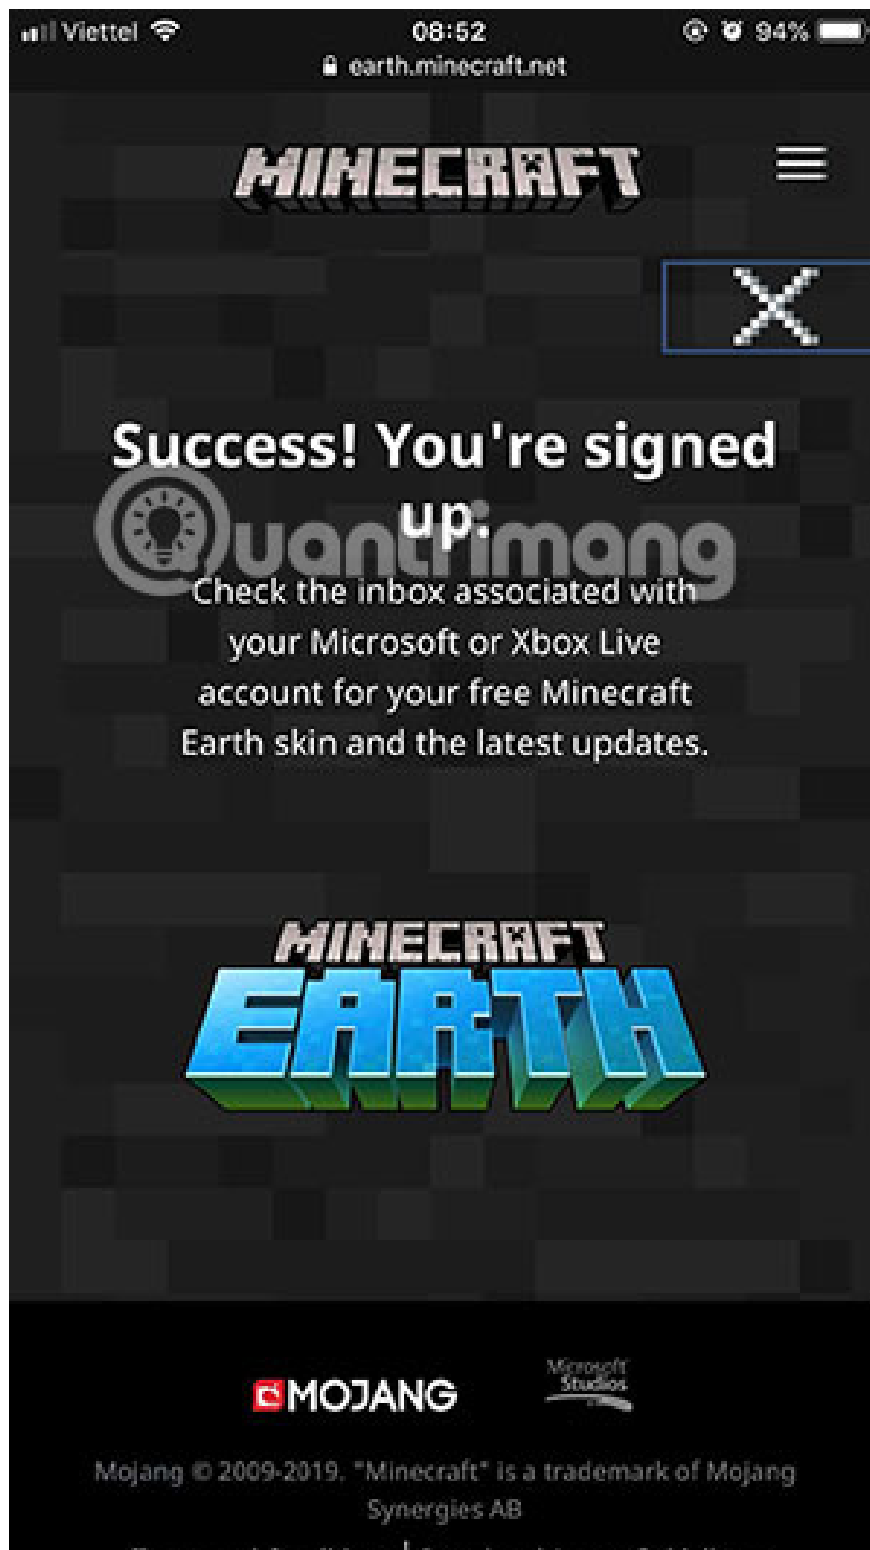 Viettel 08:52 94%
earth.minecraft.net
MINECRAFT
Success! You're signed
up.
Quantrimang
Check the inbox associated with
your Microsoft or Xbox Live
account for your free Minecraft
Earth skin and the latest updates.
MINECRAFT
EARTH
MOJANG
Microsoft
Studios
Mojang © 2009-2019. "Minecraft" is a trademark of Mojang
Synergies AB